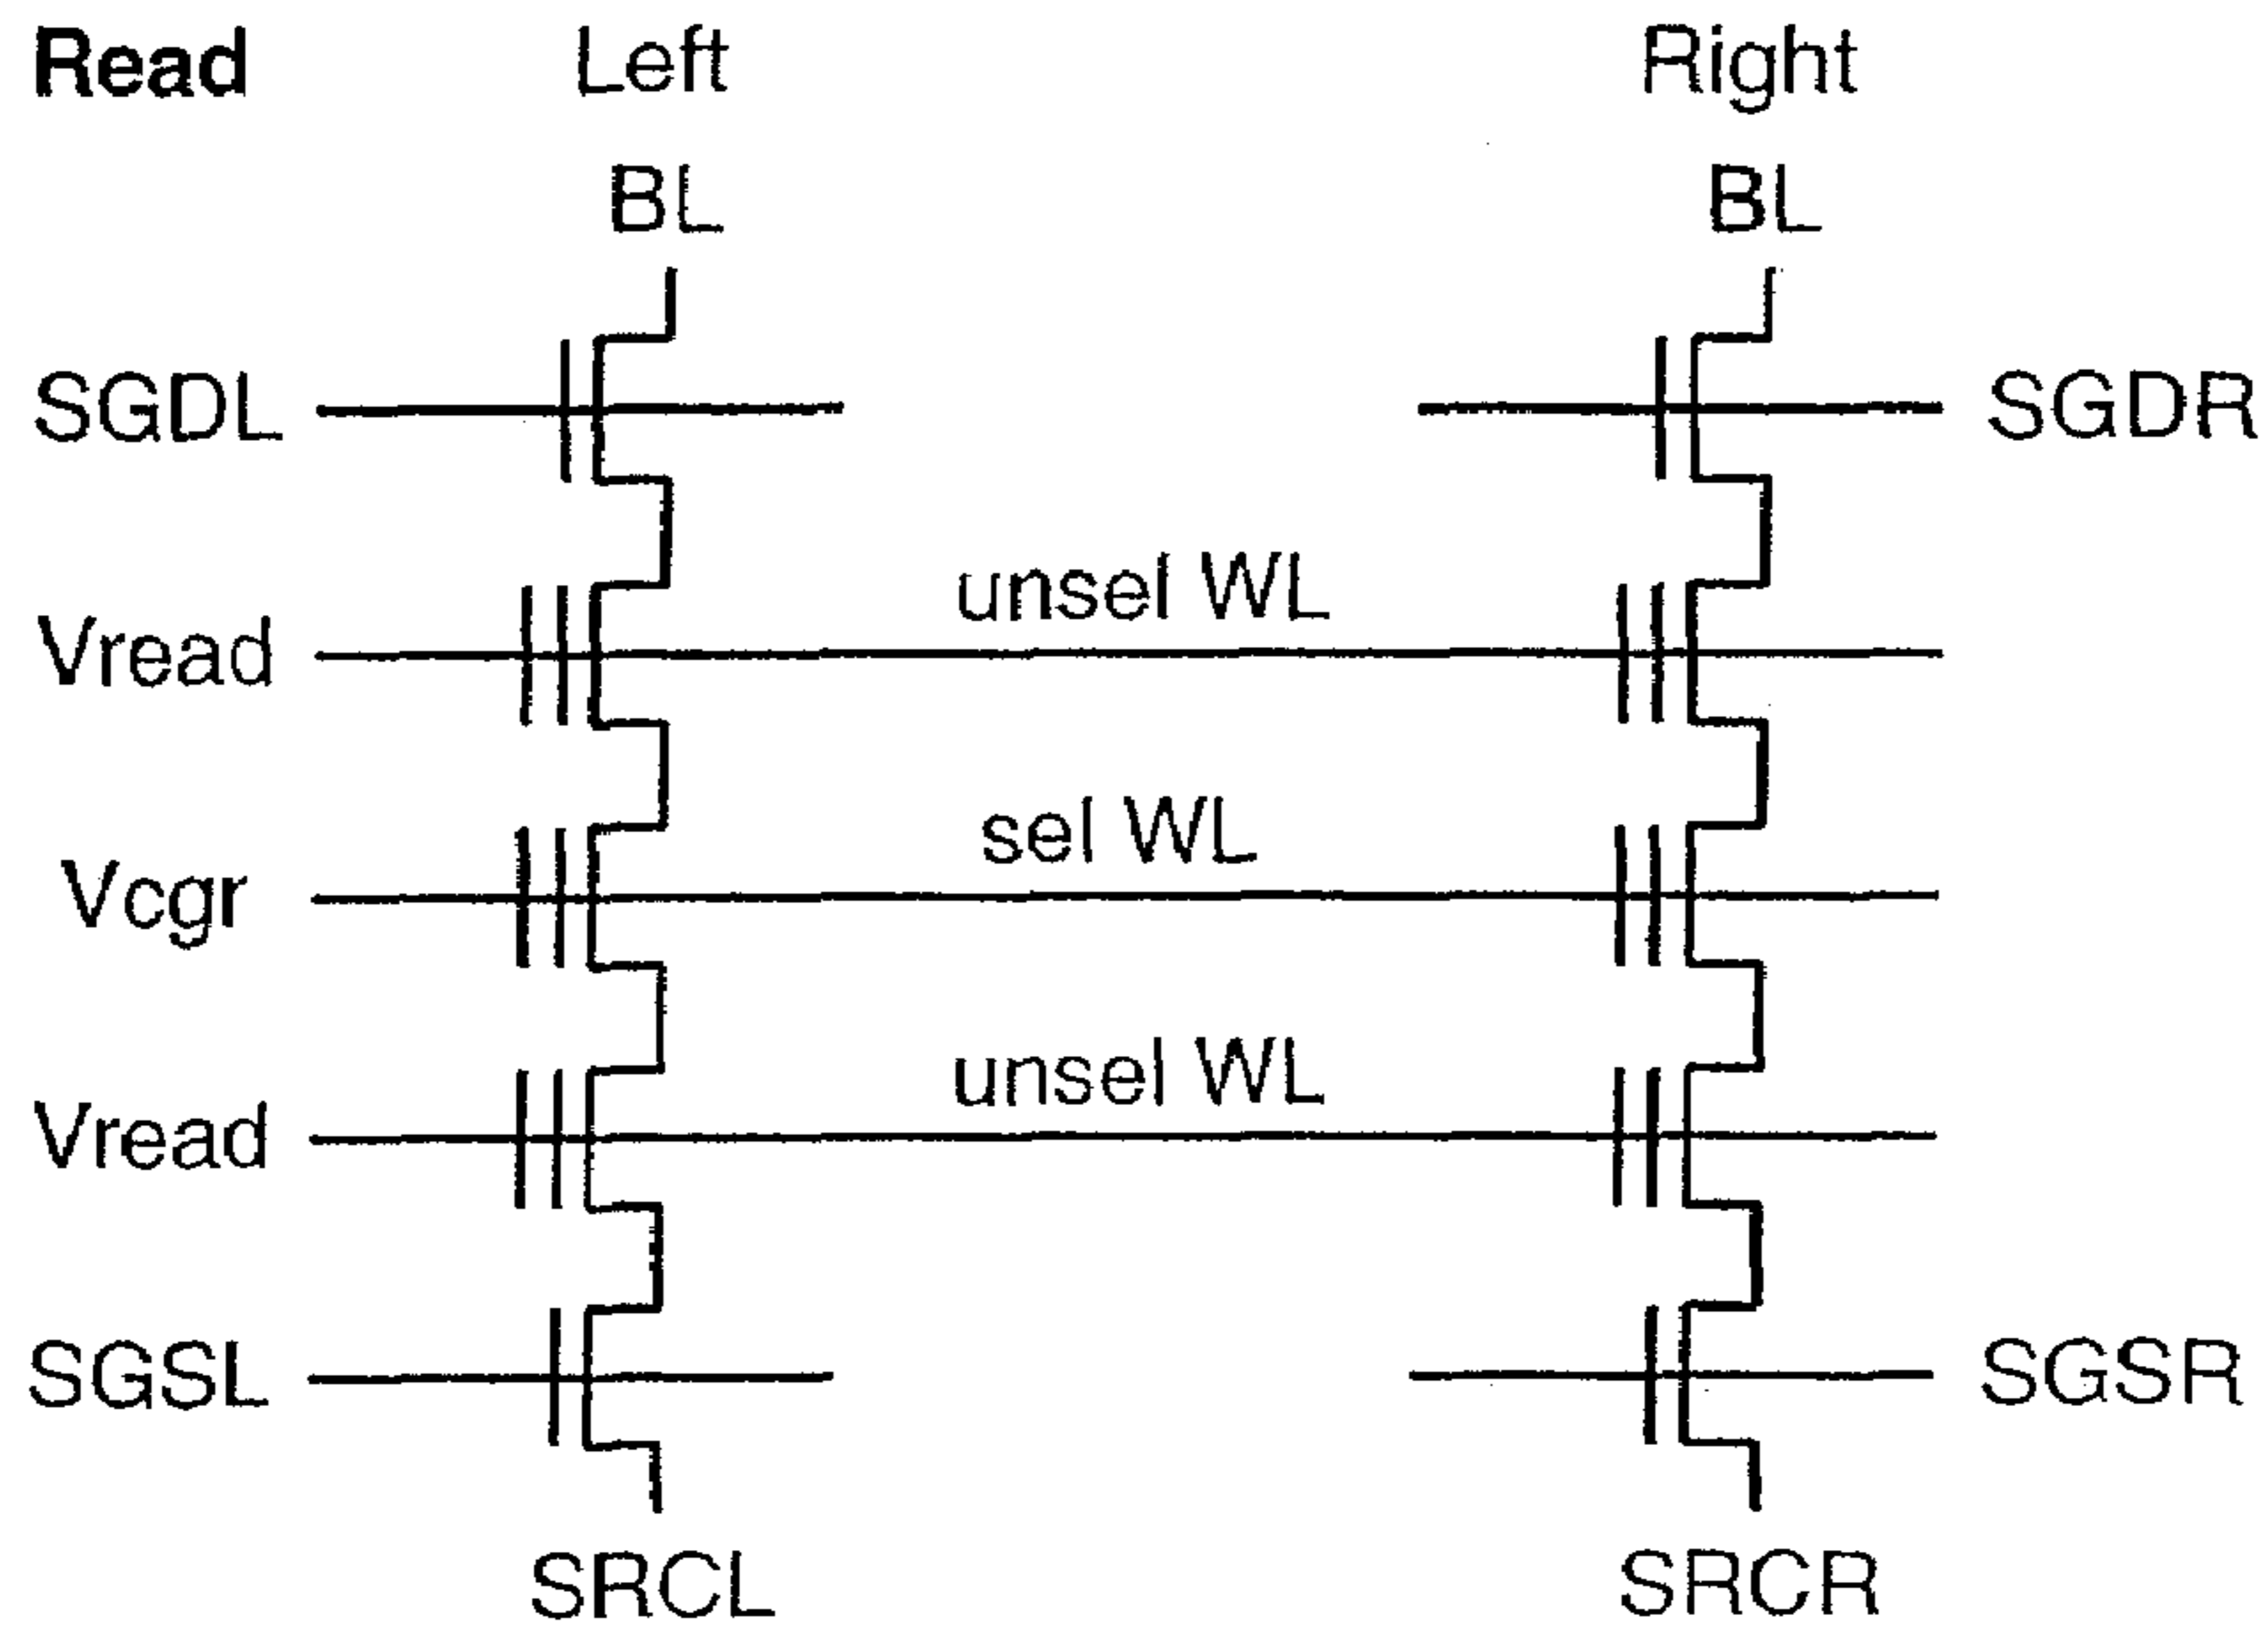 Read Left Right
BL BL
SGDL SGDR
unsel WL
Vread
sel WL
Vcgr
unsel WL
Vread
SGSL SGSR
SRCL SRCR